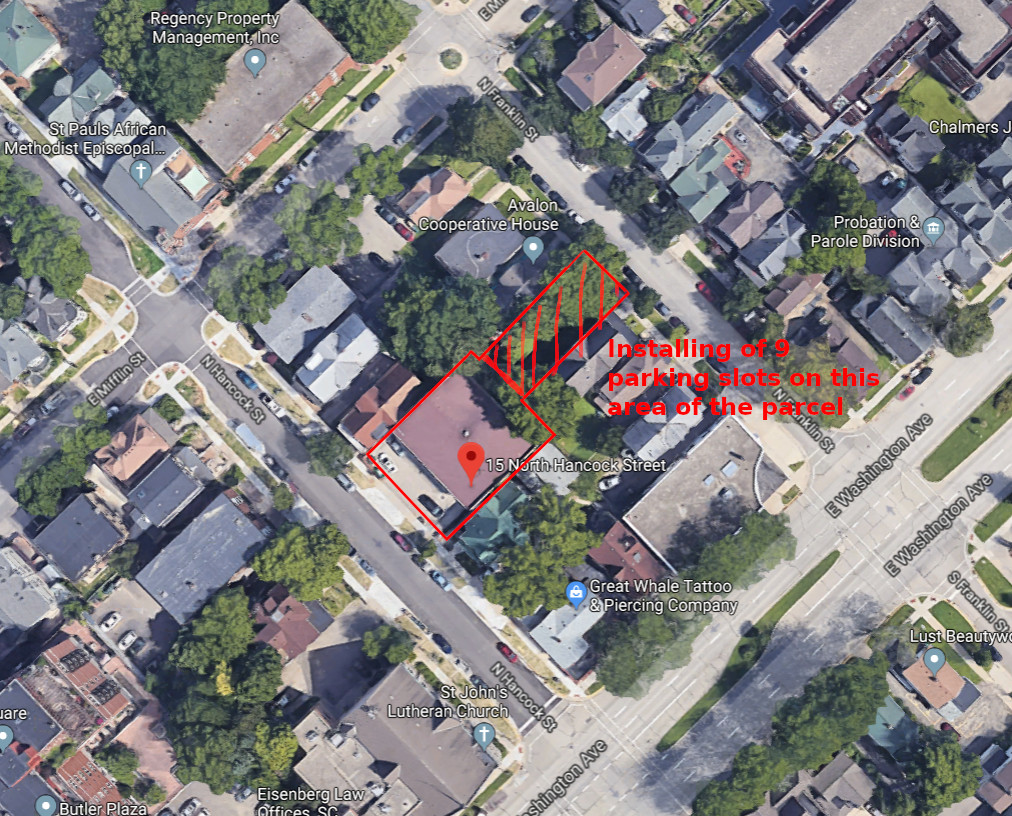 Regency Property
Management, Inc
E Mi
N Franklin St
St Pauls African
Methodist Episcopal...
Chalmers J
Avalon
Cooperative House
Probation &
Parole Division
E Mifflin St
N Hancock St
Installing of 9
parking slots on this
area of the parcel
N Franklin St
15 North Hancock Street
E Washington Ave
E Washington Ave
Great Whale Tattoo
& Piercing Company
S Franklin St
Lust Beautyw
N Hancock St
St John's
Lutheran Church
uare
ashington Ave
Eisenberg Law
Offices, SC
Butler Plaza